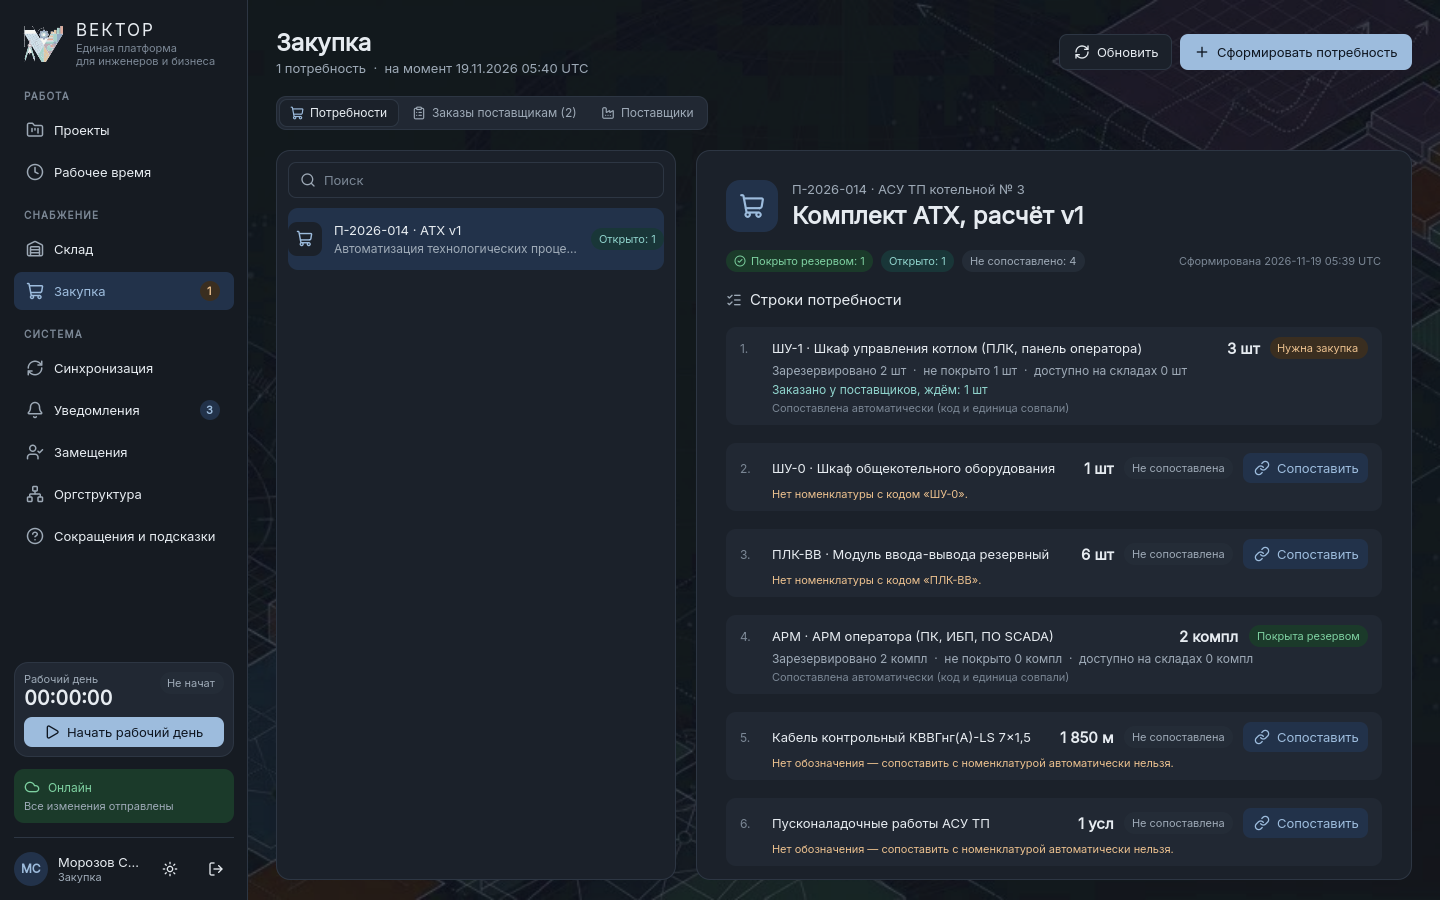 ВЕКТОР
Единая платформа
для инженеров и бизнеса
РАБОТА
Проекты
Рабочее время
СНАБЖЕНИЕ
Склад
Закупка
1
СИСТЕМА
Синхронизация
Уведомления
3
Замещения
Оргструктура
Сокращения и подсказки
Рабочий день
Не начат
00:00:00
Начать рабочий день
Онлайн
Все изменения отправлены
МС
Морозов С...
Закупка
Закупка
1 потребность · на момент 19.11.2026 05:40 UTC
Обновить
Сформировать потребность
Потребности
Заказы поставщикам (2)
Поставщики
Поиск
П-2026-014 · АТХ v1
Автоматизация технологических проце...
Открыто: 1
П-2026-014 · АСУ ТП котельной № 3
Комплект АТХ, расчёт v1
Покрыто резервом: 1
Открыто: 1
Не сопоставлено: 4
Сформирована 2026-11-19 05:39 UTC
Строки потребности
1.
ШУ-1 · Шкаф управления котлом (ПЛК, панель оператора)
3 шт
Нужна закупка
Зарезервировано 2 шт · не покрыто 1 шт · доступно на складах 0 шт
Заказано у поставщиков, ждём: 1 шт
Сопоставлена автоматически (код и единица совпали)
2.
ШУ-0 · Шкаф общекотельного оборудования
1 шт
Не сопоставлена
Сопоставить
Нет номенклатуры с кодом «ШУ-0».
3.
ПЛК-ВВ · Модуль ввода-вывода резервный
6 шт
Не сопоставлена
Сопоставить
Нет номенклатуры с кодом «ПЛК-ВВ».
4.
АРМ · АРМ оператора (ПК, ИБП, ПО SCADA)
2 компл
Покрыта резервом
Зарезервировано 2 компл · не покрыто 0 компл · доступно на складах 0 компл
Сопоставлена автоматически (код и единица совпали)
5.
Кабель контрольный КВВГнг(А)-LS 7×1,5
1 850 м
Не сопоставлена
Сопоставить
Нет обозначения — сопоставить с номенклатурой автоматически нельзя.
6.
Пусконаладочные работы АСУ ТП
1 усл
Не сопоставлена
Сопоставить
Нет обозначения — сопоставить с номенклатурой автоматически нельзя.